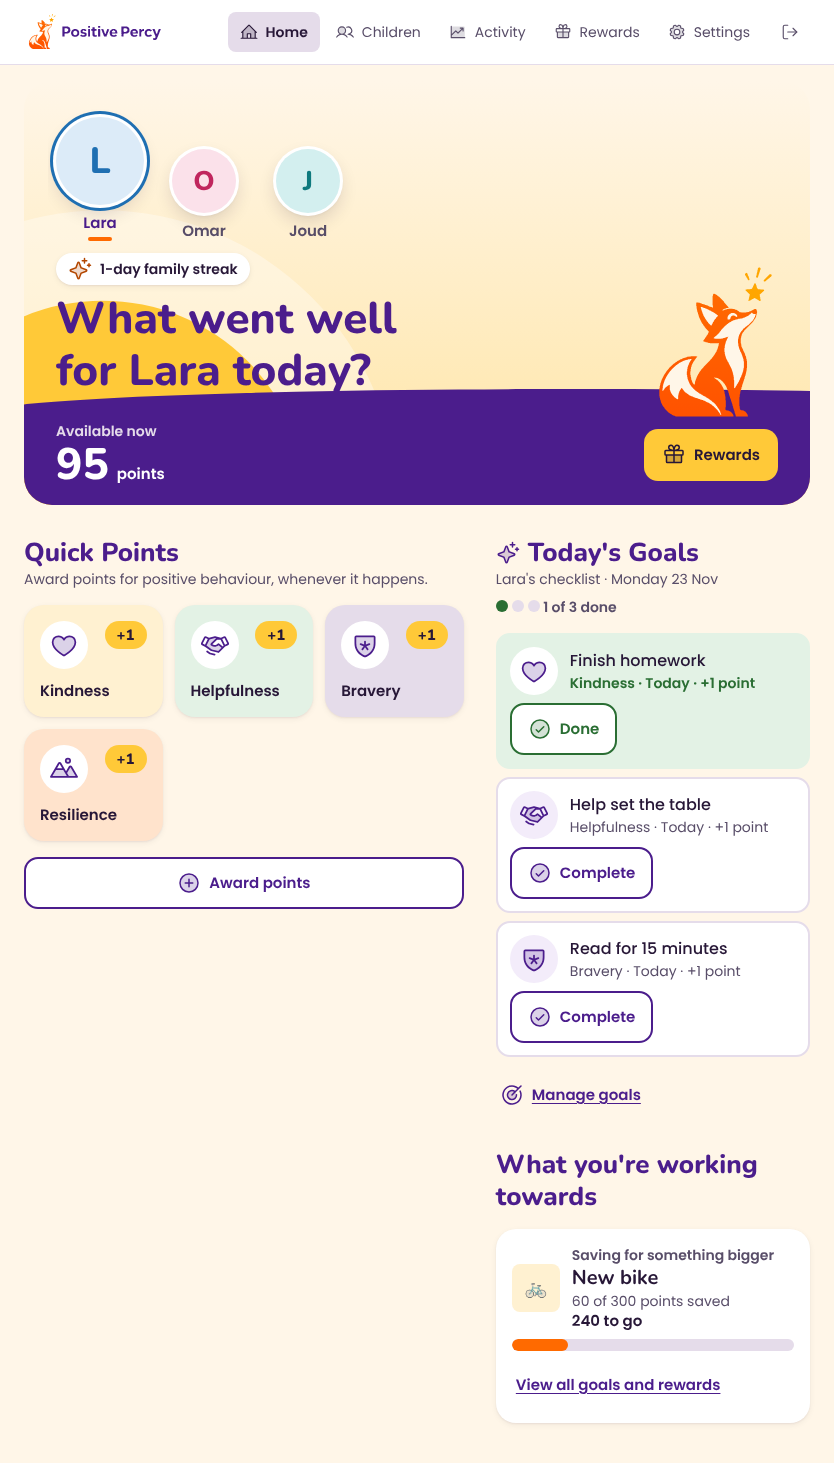 Positive Percy
Home
Children
Activity
Rewards
Settings
L
O
J
Lara
Omar
Joud
1-day family streak
What went well
for Lara today?
Available now
95 points
Rewards
Quick Points
Award points for positive behaviour, whenever it happens.
+1
Kindness
+1
Helpfulness
+1
Bravery
+1
Resilience
Award points
Today's Goals
Lara's checklist · Monday 23 Nov
1 of 3 done
Finish homework
Kindness · Today · +1 point
Done
Help set the table
Helpfulness · Today · +1 point
Complete
Read for 15 minutes
Bravery · Today · +1 point
Complete
Manage goals
What you're working
towards
Saving for something bigger
New bike
60 of 300 points saved
240 to go
View all goals and rewards